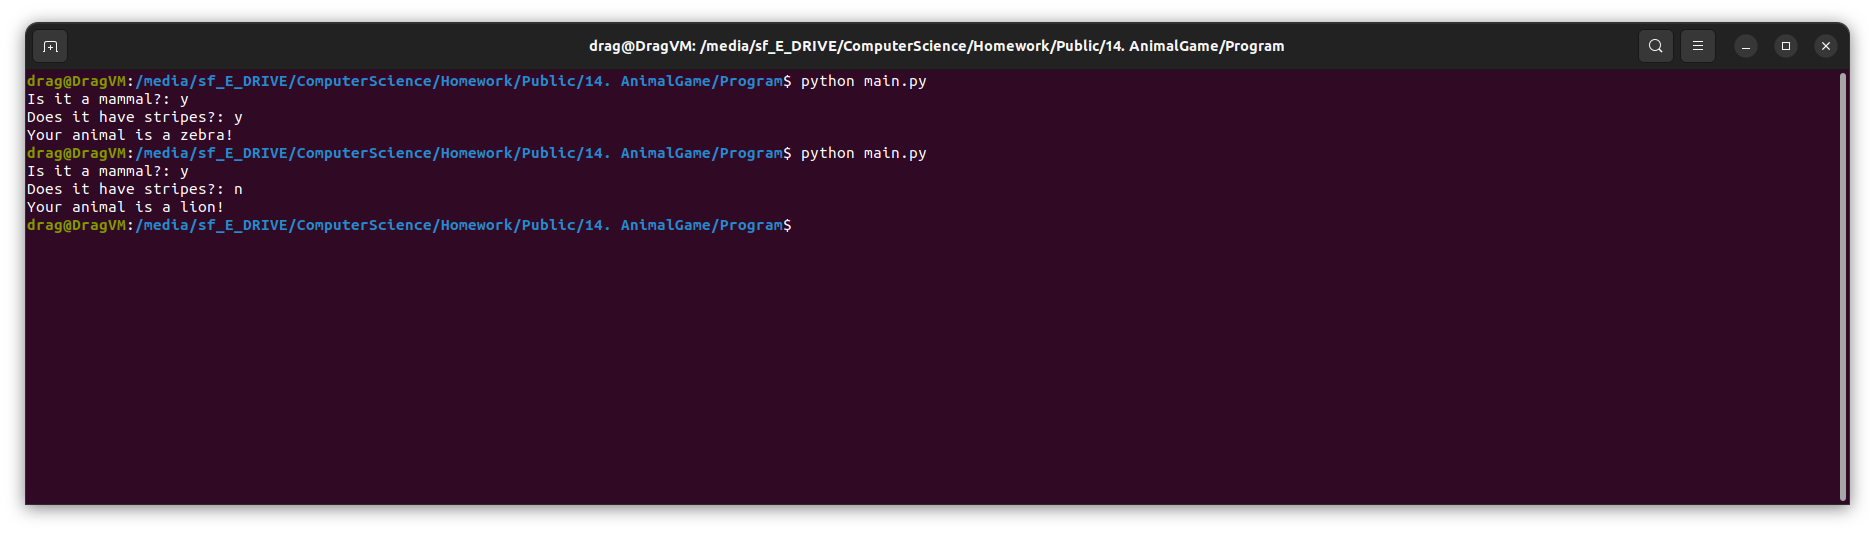 drag@DragVM: /media/sf_E_DRIVE/ComputerScience/Homework/Public/14. AnimalGame/Program
drag@DragVM:/media/sf_E_DRIVE/ComputerScience/Homework/Public/14. AnimalGame/Program$ python main.py
Is it a mammal?: y
Does it have stripes?: y
Your animal is a zebra!
drag@DragVM:/media/sf_E_DRIVE/ComputerScience/Homework/Public/14. AnimalGame/Program$ python main.py
Is it a mammal?: y
Does it have stripes?: n
Your animal is a lion!
drag@DragVM:/media/sf_E_DRIVE/ComputerScience/Homework/Public/14. AnimalGame/Program$